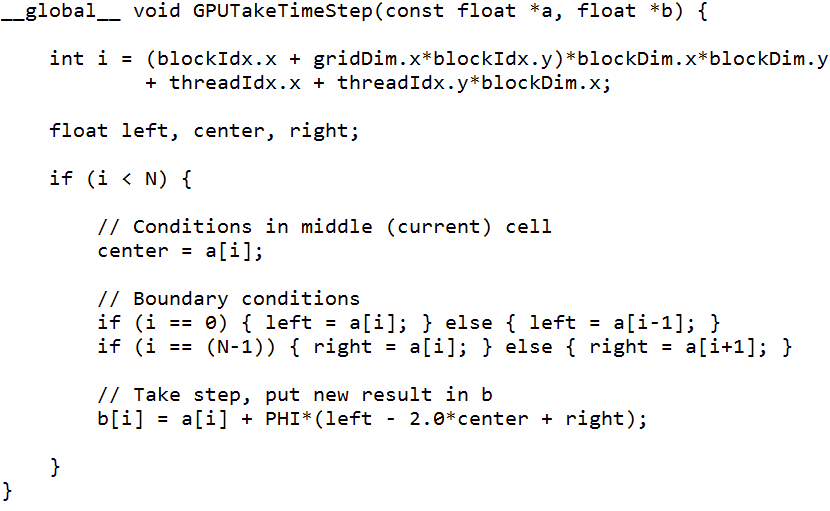 __global__ void GPUTakeTimeStep(const float *a, float *b) {
int i = (blockIdx.x + gridDim.x*blockIdx.y)*blockDim.x*blockDim.y
+ threadIdx.x + threadIdx.y*blockDim.x;
float left, center, right;
if (i < N) {
// Conditions in middle (current) cell
center = a[i];
// Boundary conditions
if (i == 0) { left = a[i]; } else { left = a[i-1]; }
if (i == (N-1)) { right = a[i]; } else { right = a[i+1]; }
// Take step, put new result in b
b[i] = a[i] + PHI*(left - 2.0*center + right);
}
}